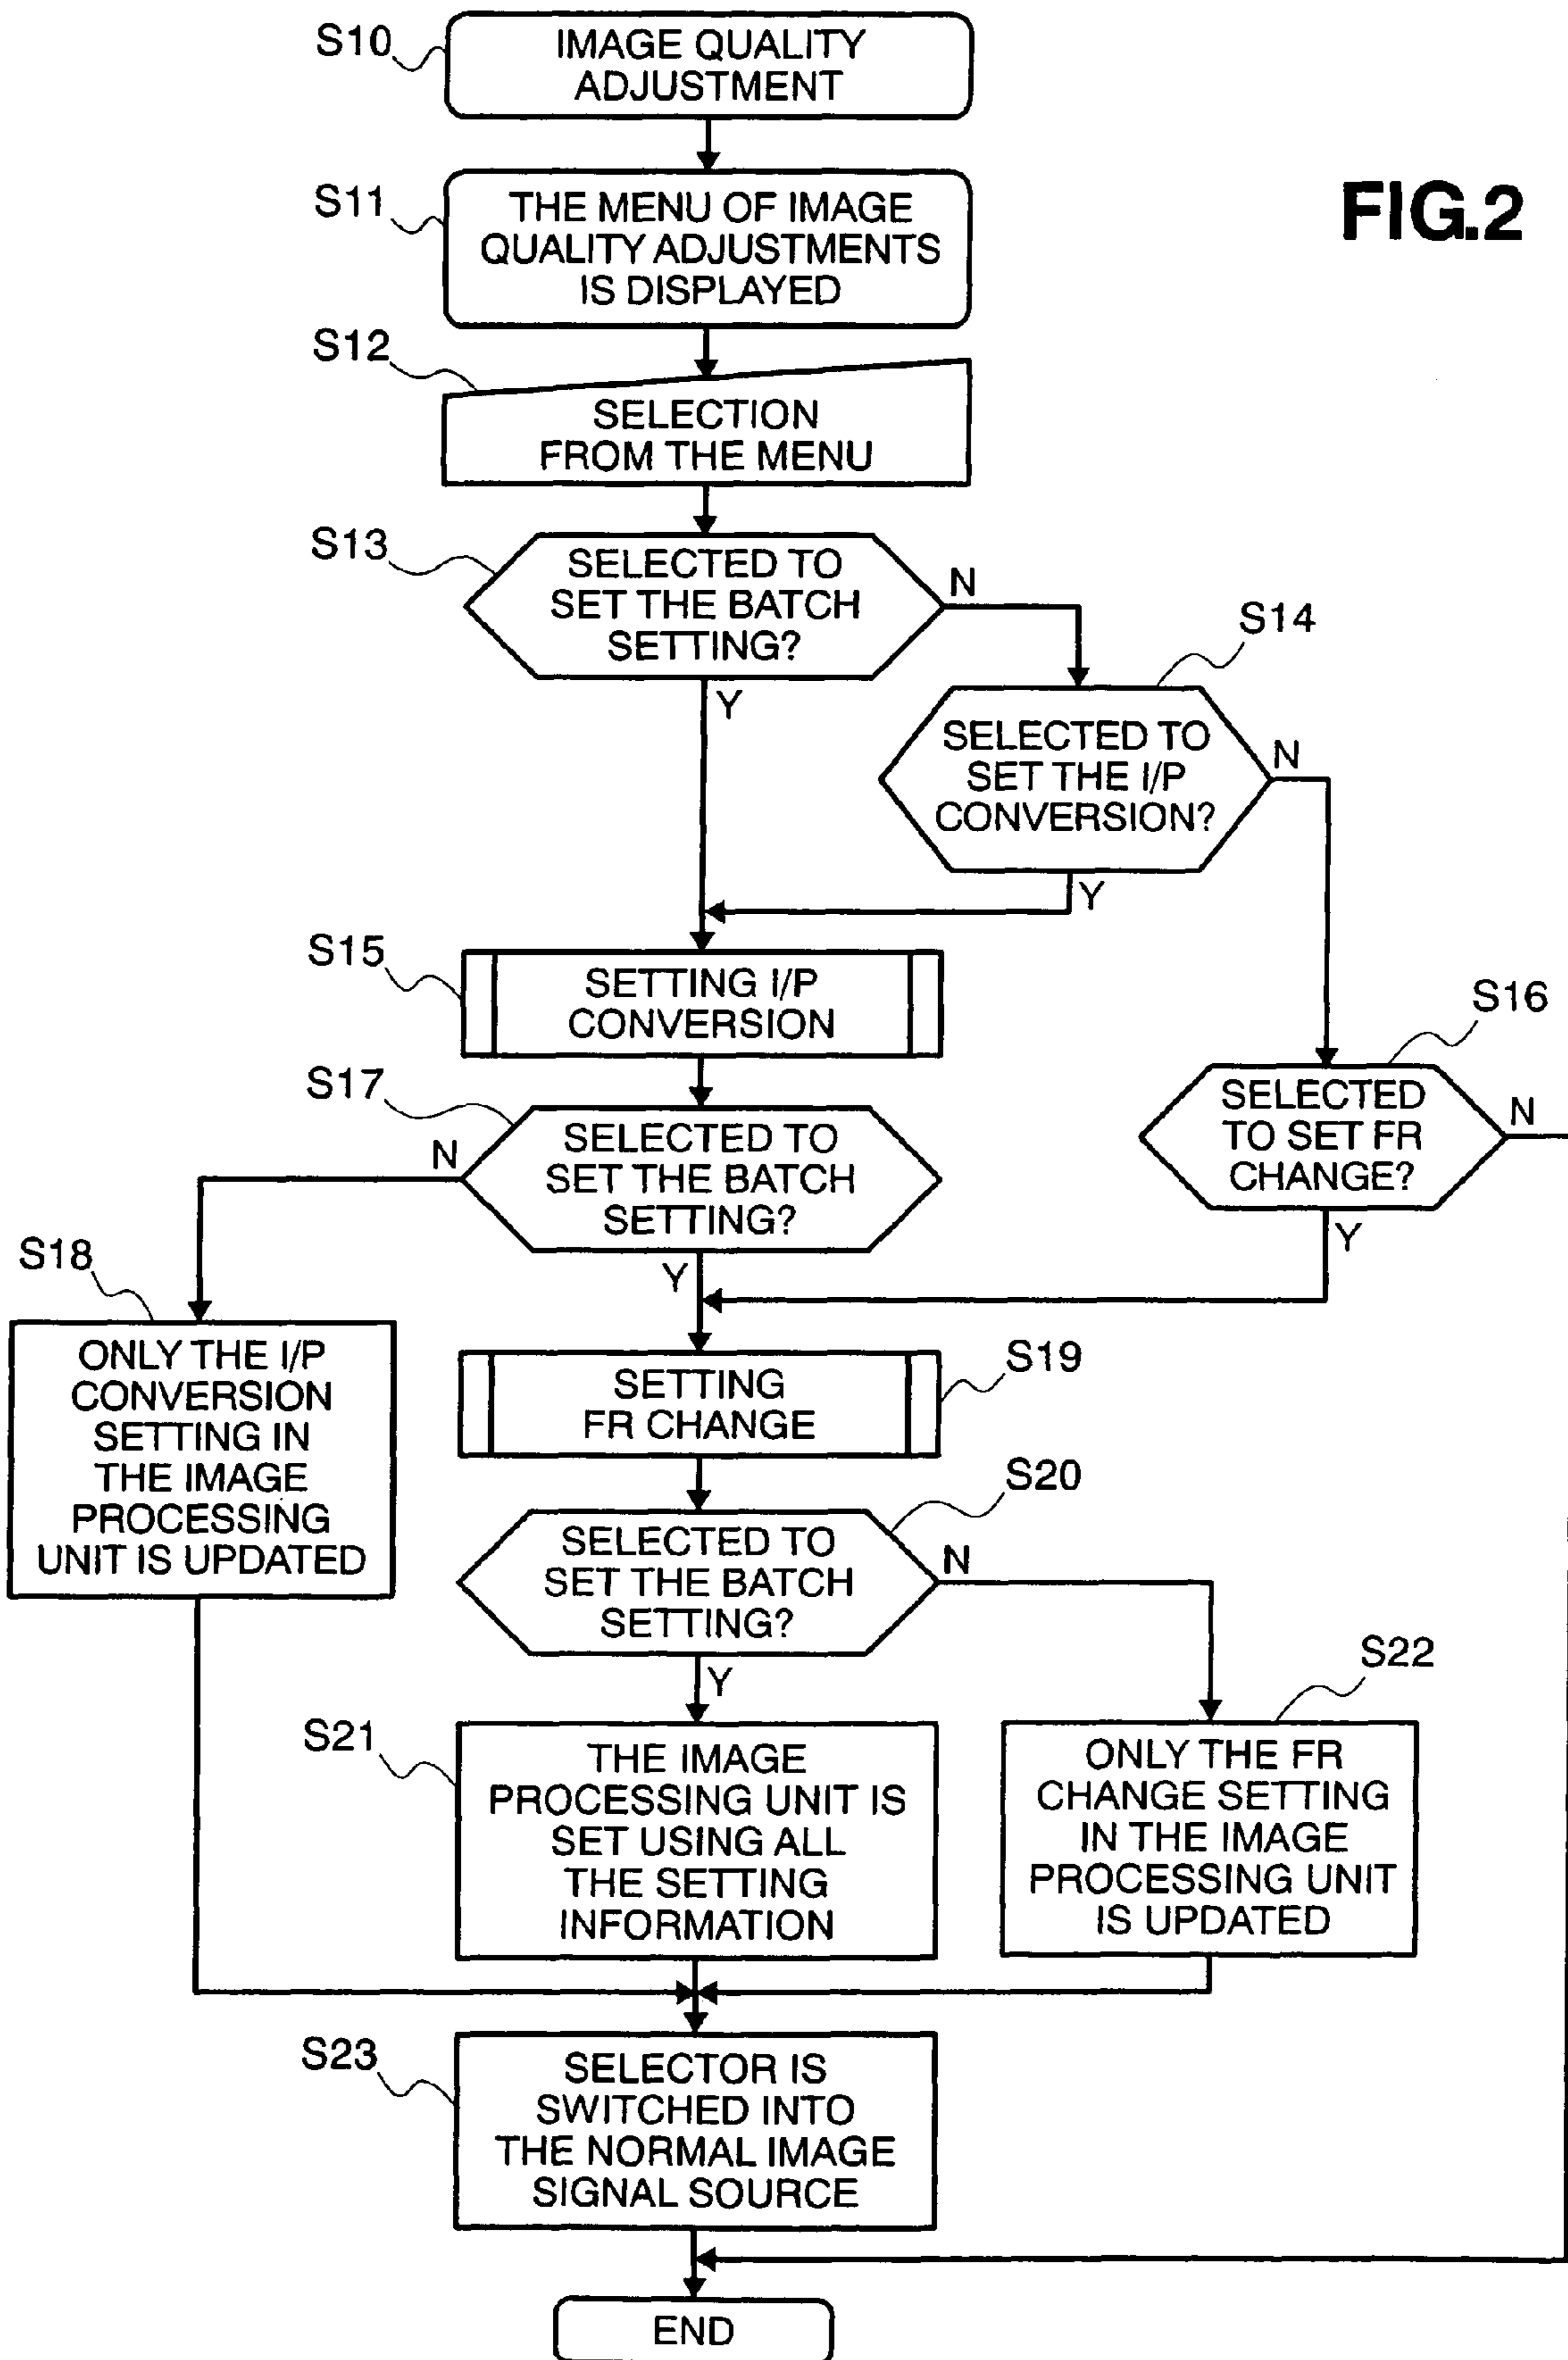 S10
IMAGE QUALITY
ADJUSTMENT
FIG.2
S11
THE MENU OF IMAGE
QUALITY ADJUSTMENTS
IS DISPLAYED
S12
SELECTION
FROM THE MENU
S13
SELECTED TO
SET THE BATCH
SETTING?
N
Y
S14
SELECTED TO
SET THE I/P
CONVERSION?
N
Y
S15
SETTING I/P
CONVERSION
S16
SELECTED
TO SET FR
CHANGE?
N
Y
S17
SELECTED TO
SET THE BATCH
SETTING?
N
Y
S18
ONLY THE I/P
CONVERSION
SETTING IN
THE IMAGE
PROCESSING
UNIT IS UPDATED
S19
SETTING
FR CHANGE
S20
SELECTED TO
SET THE BATCH
SETTING?
N
Y
S21
THE IMAGE
PROCESSING UNIT IS
SET USING ALL
THE SETTING
INFORMATION
S22
ONLY THE FR
CHANGE SETTING
IN THE IMAGE
PROCESSING UNIT
IS UPDATED
S23
SELECTOR IS
SWITCHED INTO
THE NORMAL IMAGE
SIGNAL SOURCE
END